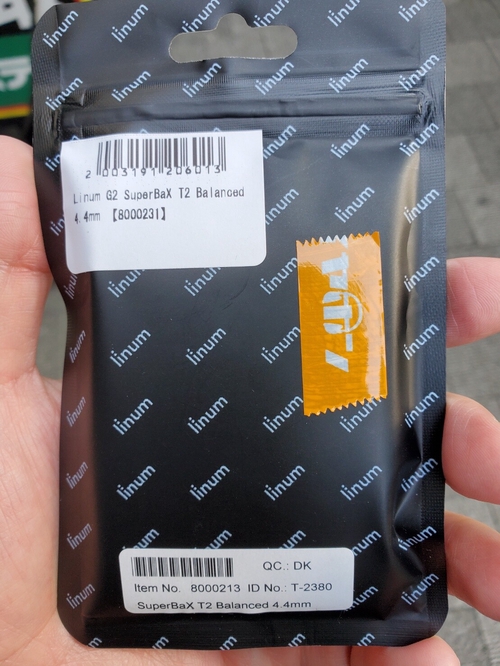 linum
2 003191 206013
Linum G2 SuperBaX T2 Balanced
4.4mm 【8000231】
QC.: DK
Item No. 8000213 ID No.: T-2380
SuperBaX T2 Balanced 4.4mm